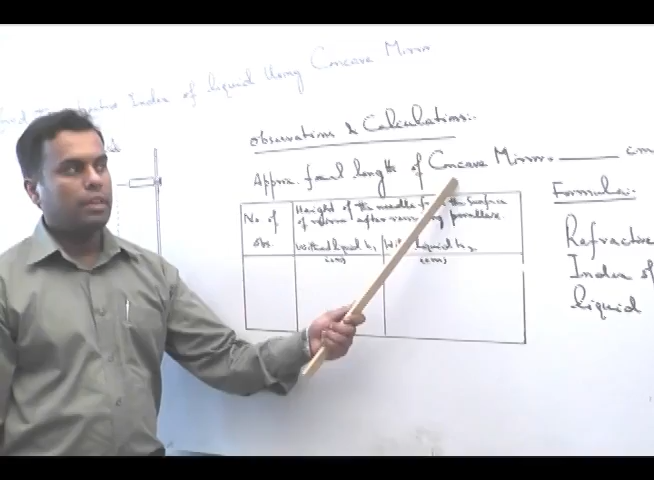 Index of liquid Using Concave Mirror
Observations & Calculations:-
Approx. focal length of Concave Mirror = ______ cm
No of obs.
Height of the needle from the Surface of mirror after removing parallax.
Without liquid h₁ (cm)
With liquid h₂ (cm)
Formula:-
Refractive
Index of
liquid